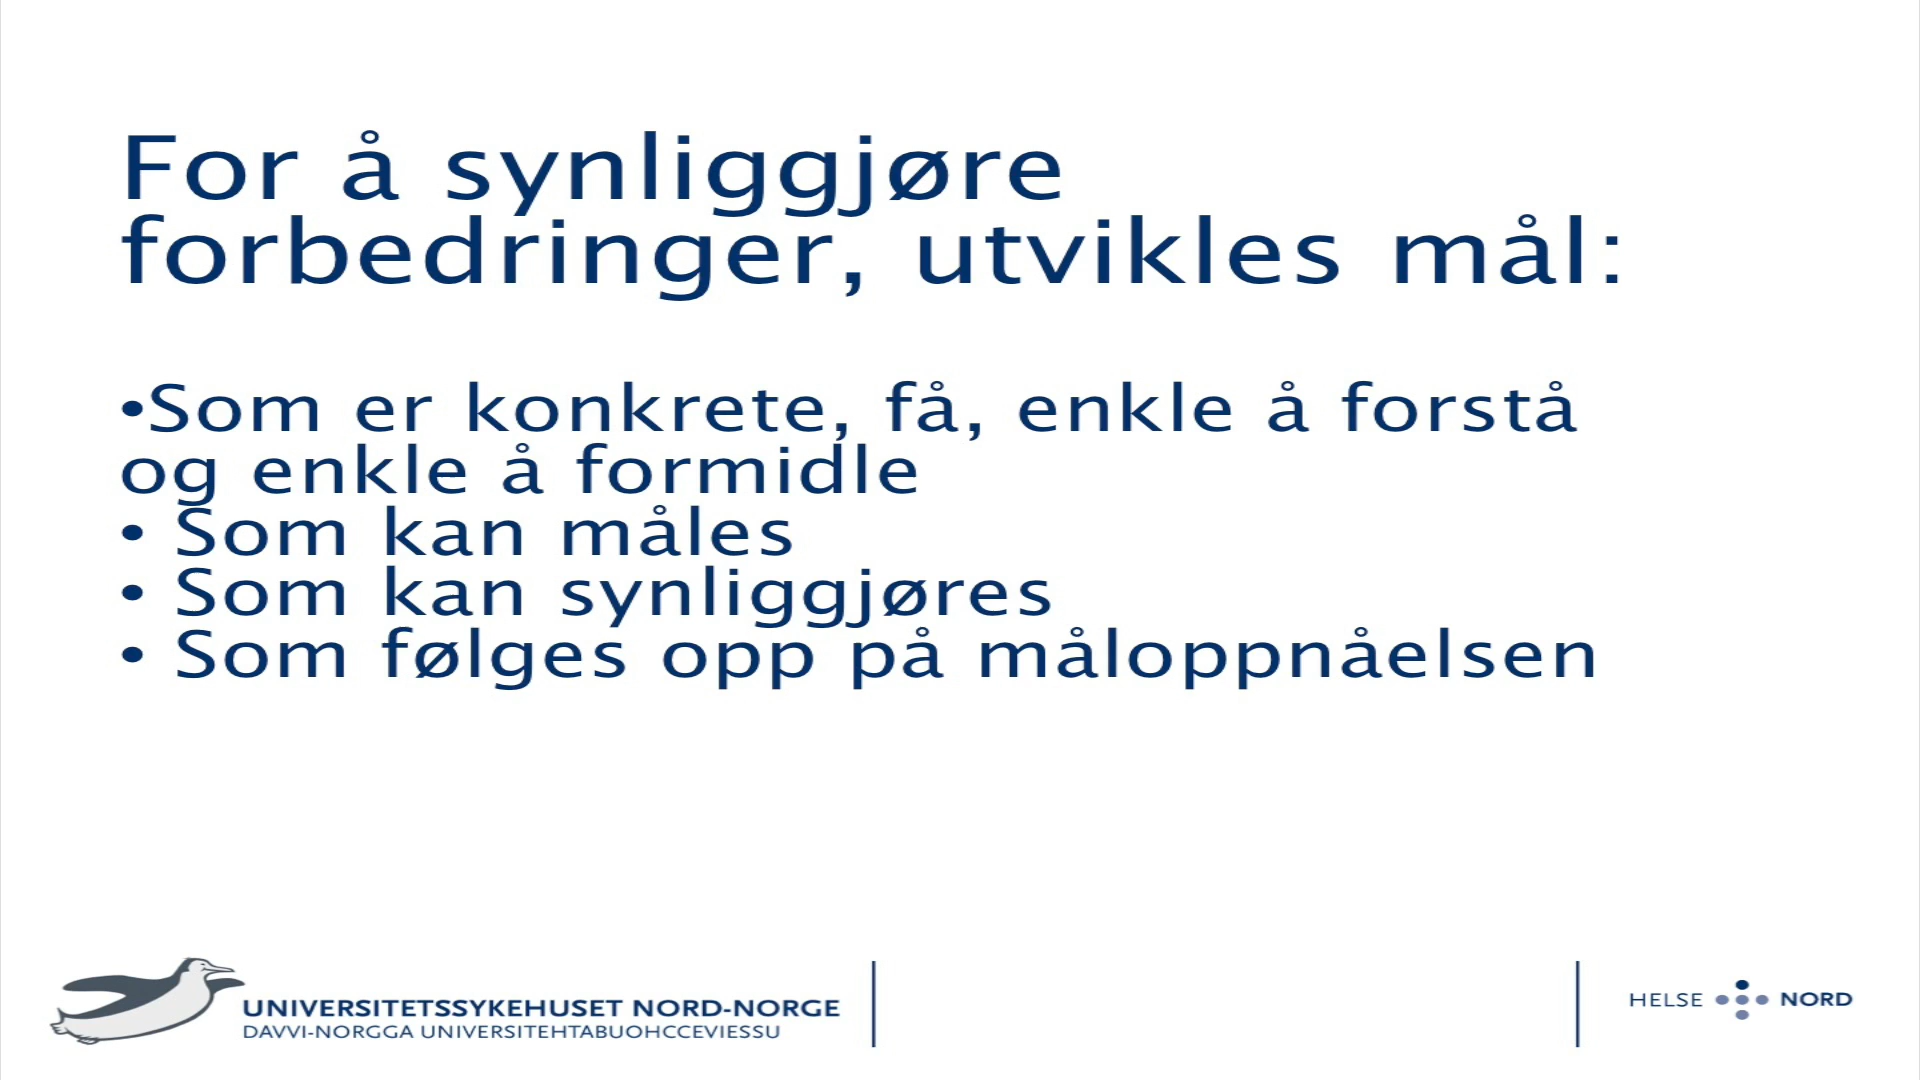 For å synliggjøre
forbedringer, utvikles mål:
•Som er konkrete, få, enkle å forstå
og enkle å formidle
• Som kan måles
• Som kan synliggjøres
• Som følges opp på måloppnåelsen
UNIVERSITETSSYKEHUSET NORD-NORGE
DAVVI-NORGGA UNIVERSITEHTABUOHCCEVIESSU
HELSE NORD